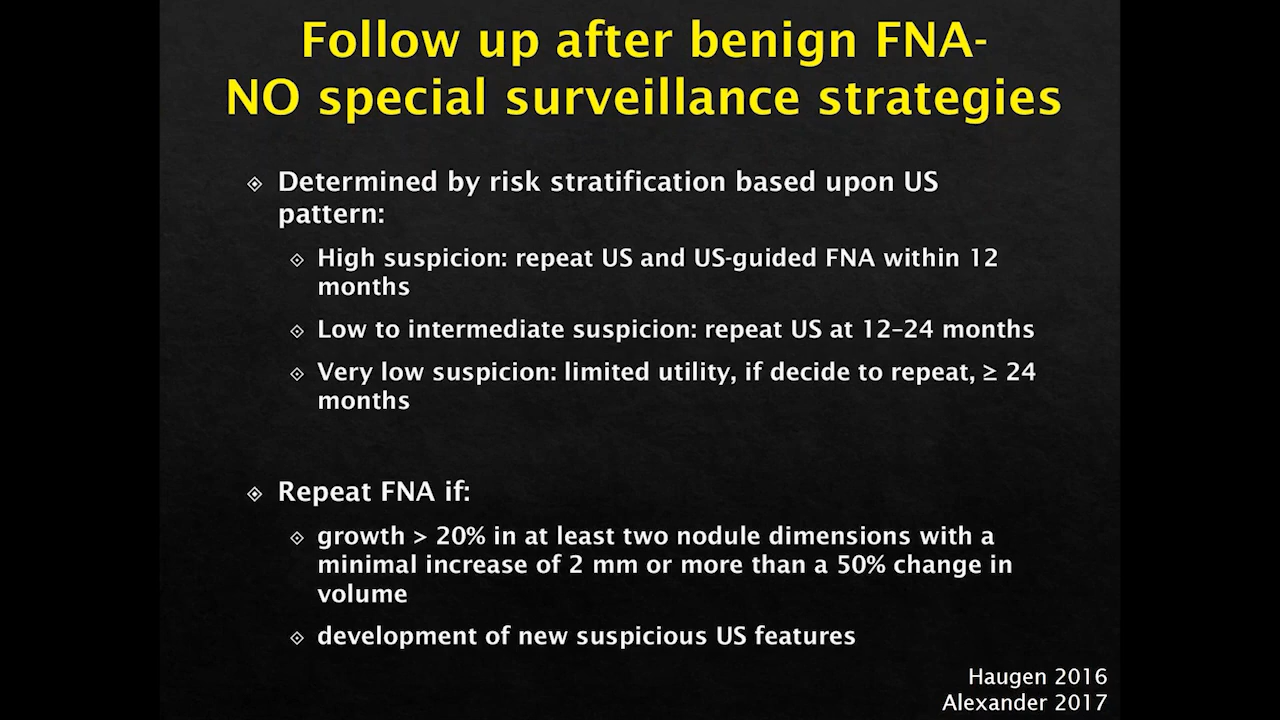 Follow up after benign FNA-
NO special surveillance strategies
Determined by risk stratification based upon US
pattern:
High suspicion: repeat US and US-guided FNA within 12
months
Low to intermediate suspicion: repeat US at 12–24 months
Very low suspicion: limited utility, if decide to repeat, ≥ 24
months
Repeat FNA if:
growth > 20% in at least two nodule dimensions with a
minimal increase of 2 mm or more than a 50% change in
volume
development of new suspicious US features
Haugen 2016
Alexander 2017